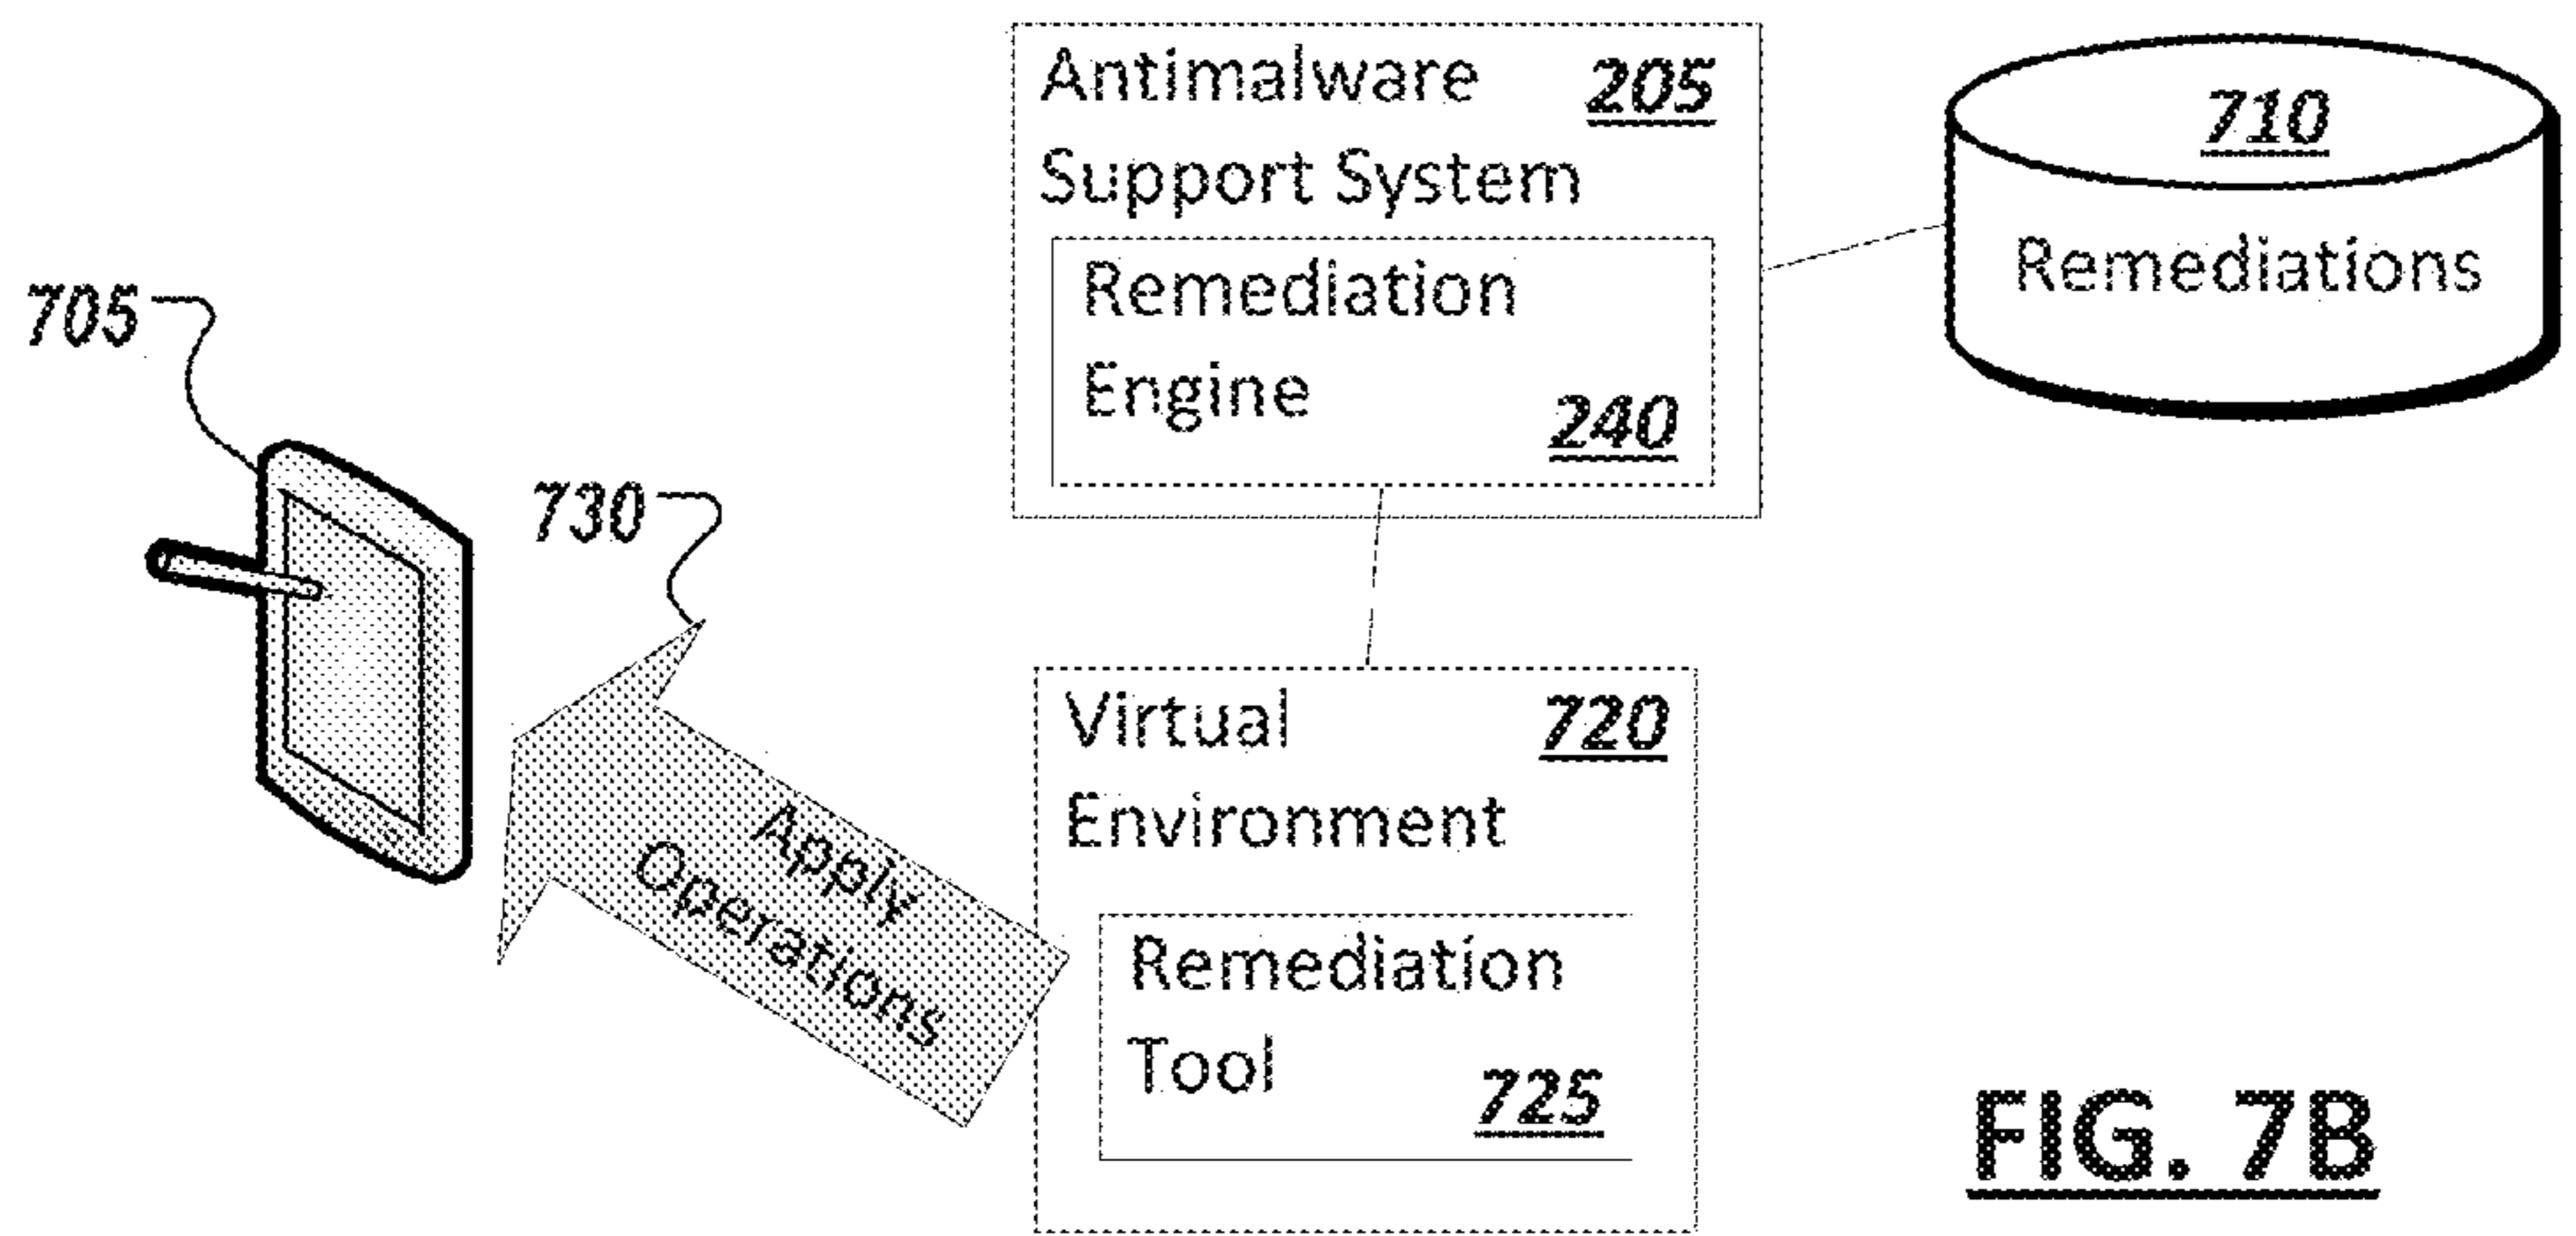 Antimalware 205
Support System
Remediation
Engine
240
710
Remediations
705
730
Apply
Operations
Virtual 720
Environment
Remediation
Tool
725
FIG. 7B